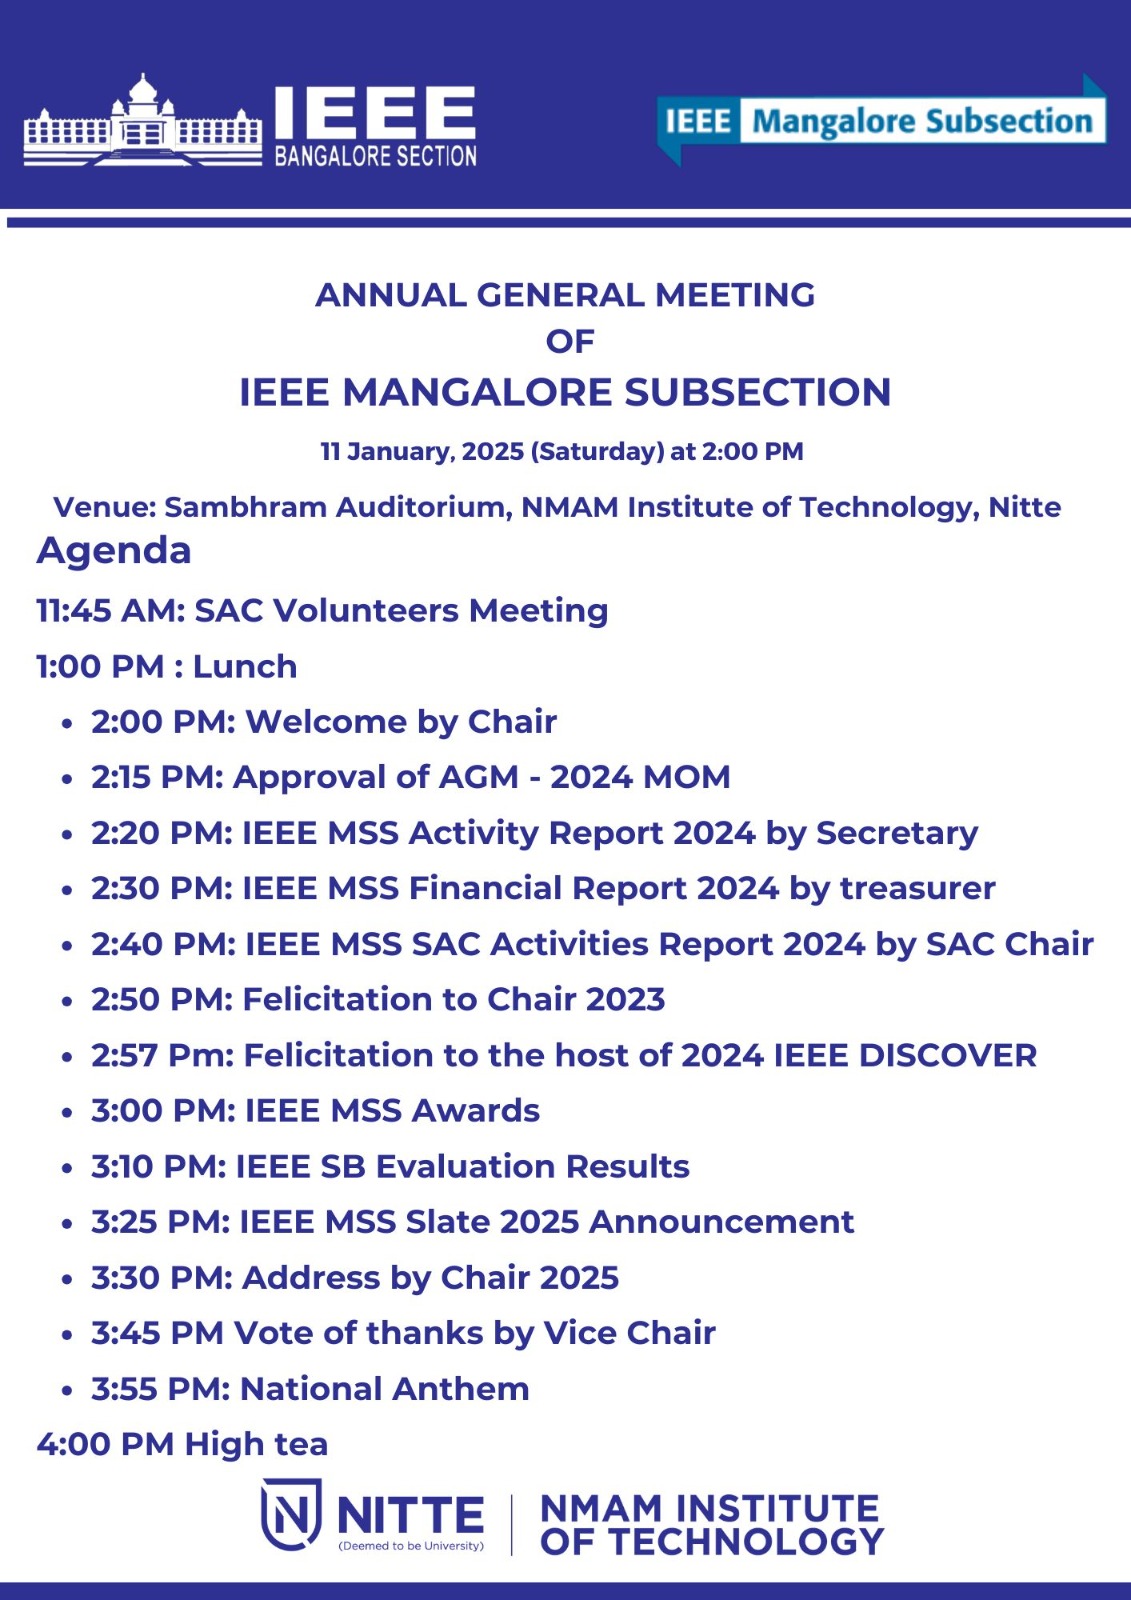 IEEE
BANGALORE SECTION
IEEE Mangalore Subsection
ANNUAL GENERAL MEETING
OF
IEEE MANGALORE SUBSECTION
11 January, 2025 (Saturday) at 2:00 PM
Venue: Sambhram Auditorium, NMAM Institute of Technology, Nitte
Agenda
11:45 AM: SAC Volunteers Meeting
1:00 PM : Lunch
• 2:00 PM: Welcome by Chair
• 2:15 PM: Approval of AGM - 2024 MOM
• 2:20 PM: IEEE MSS Activity Report 2024 by Secretary
• 2:30 PM: IEEE MSS Financial Report 2024 by treasurer
• 2:40 PM: IEEE MSS SAC Activities Report 2024 by SAC Chair
• 2:50 PM: Felicitation to Chair 2023
• 2:57 Pm: Felicitation to the host of 2024 IEEE DISCOVER
• 3:00 PM: IEEE MSS Awards
• 3:10 PM: IEEE SB Evaluation Results
• 3:25 PM: IEEE MSS Slate 2025 Announcement
• 3:30 PM: Address by Chair 2025
• 3:45 PM Vote of thanks by Vice Chair
• 3:55 PM: National Anthem
4:00 PM High tea
N NITTE
(Deemed to be University)
NMAM INSTITUTE
OF TECHNOLOGY